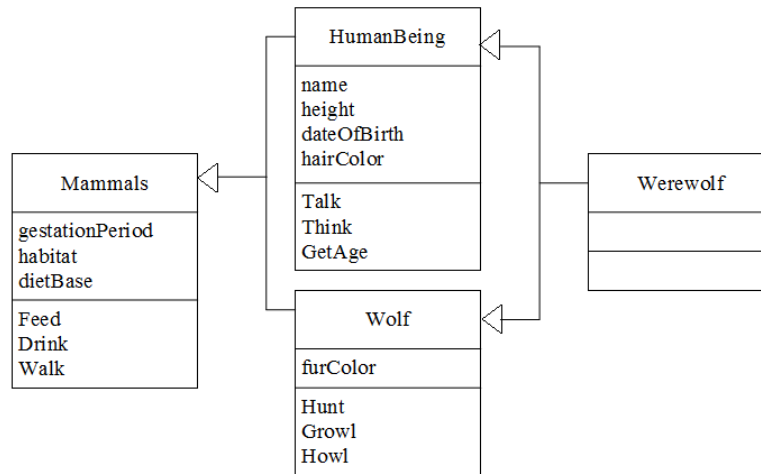 Mammals
gestationPeriod
habitat
dietBase
Feed
Drink
Walk
HumanBeing
name
height
dateOfBirth
hairColor
Talk
Think
GetAge
Wolf
furColor
Hunt
Growl
Howl
Werewolf